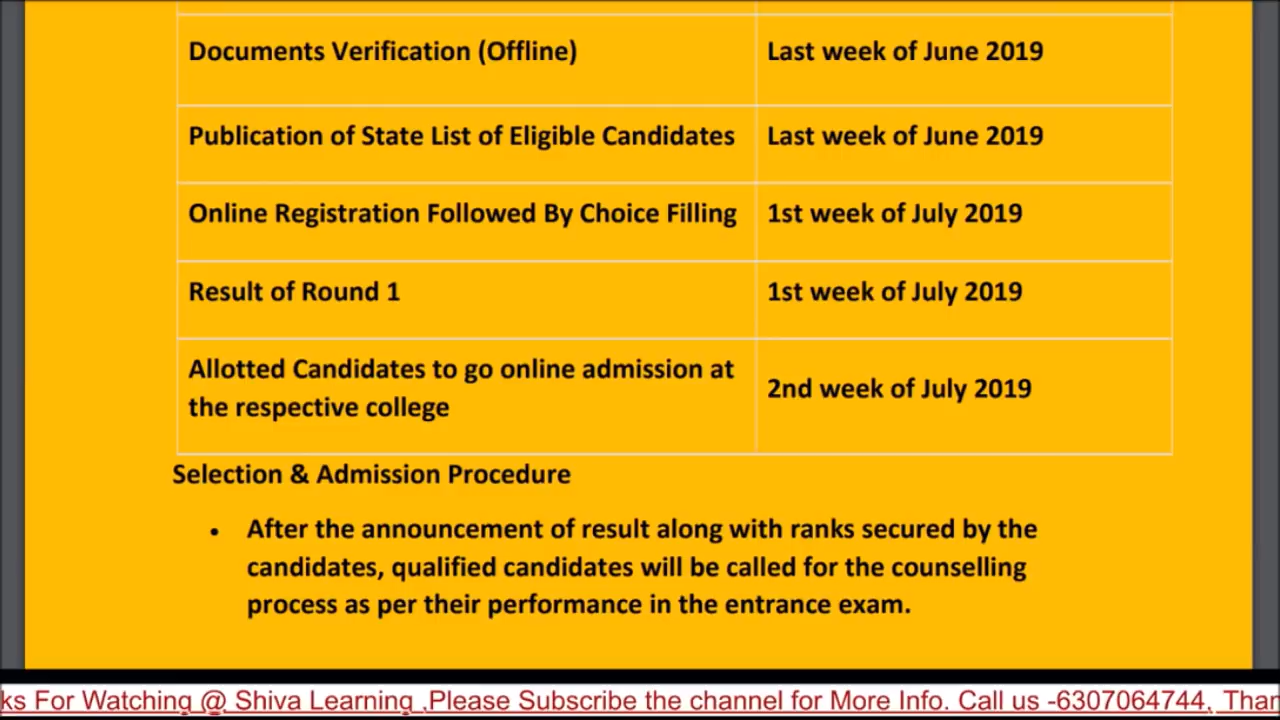 Documents Verification (Offline) Last week of June 2019
Publication of State List of Eligible Candidates Last week of June 2019
Online Registration Followed By Choice Filling 1st week of July 2019
Result of Round 1 1st week of July 2019
Allotted Candidates to go online admission at
the respective college 2nd week of July 2019
Selection & Admission Procedure
• After the announcement of result along with ranks secured by the
candidates, qualified candidates will be called for the counselling
process as per their performance in the entrance exam.
ks For Watching @ Shiva Learning ,Please Subscribe the channel for More Info. Call us -6307064744, Than